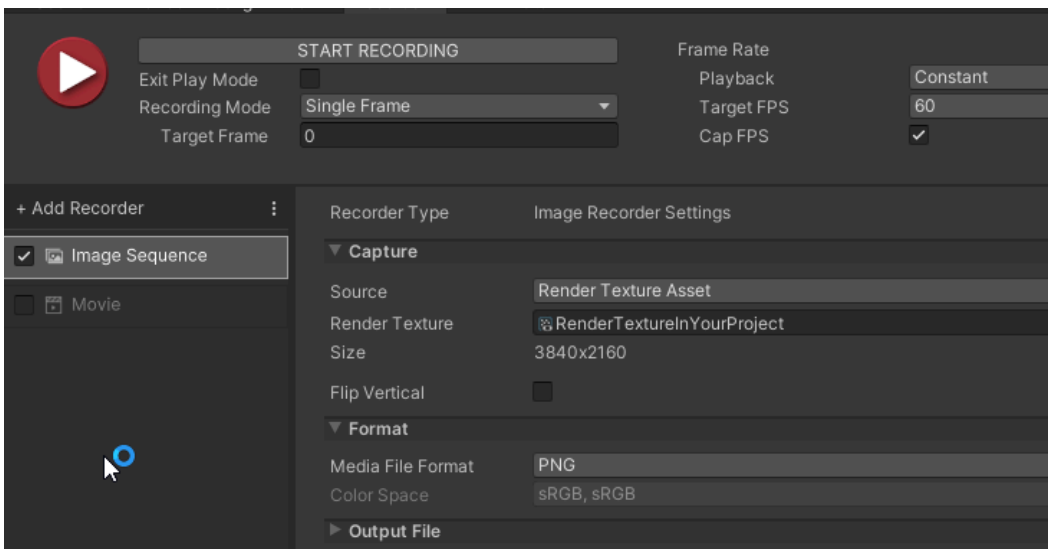 START RECORDING
Exit Play Mode
Recording Mode Single Frame
Target Frame 0
Frame Rate
Playback Constant
Target FPS 60
Cap FPS
+ Add Recorder
Image Sequence
Movie
Recorder Type Image Recorder Settings
Capture
Source Render Texture Asset
Render Texture RenderTextureInYourProject
Size 3840x2160
Flip Vertical
Format
Media File Format PNG
Color Space sRGB, sRGB
Output File